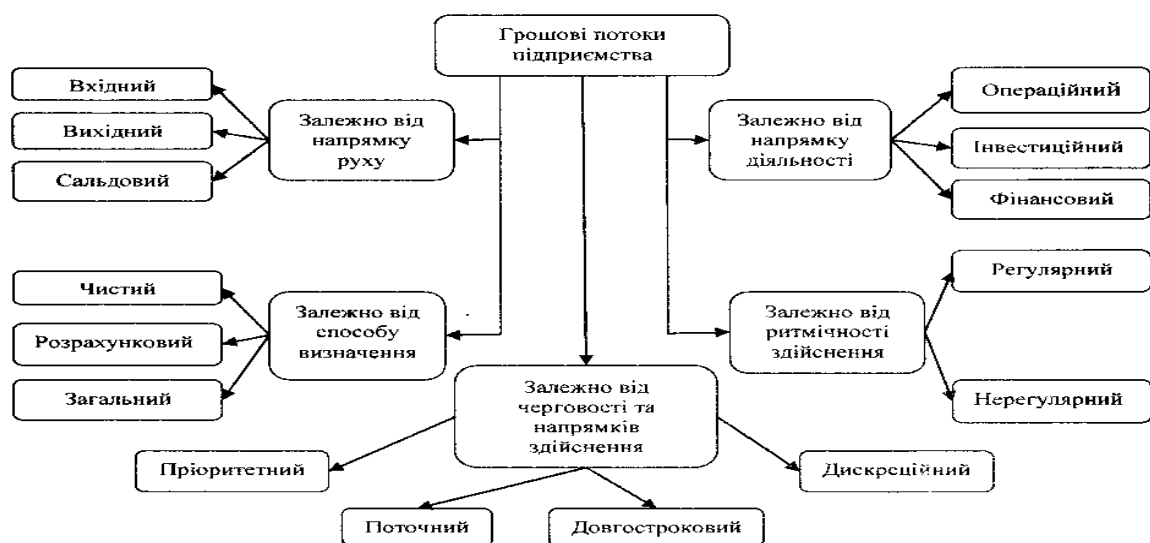 Грошові потоки
підприємства
Вхідний
Вихідний
Сальдовий
Залежно від
напрямку
руху
Залежно від
напрямку
діяльності
Операційний
Інвестиційний
Фінансовий
Чистий
Розрахунковий
Загальний
Залежно від
способу
визначення
Залежно від
ритмічності
здійснення
Регулярний
Нерегулярний
Залежно від
черговості та
напрямків
здійснення
Пріоритетний
Поточний
Довгостроковий
Дискреційний